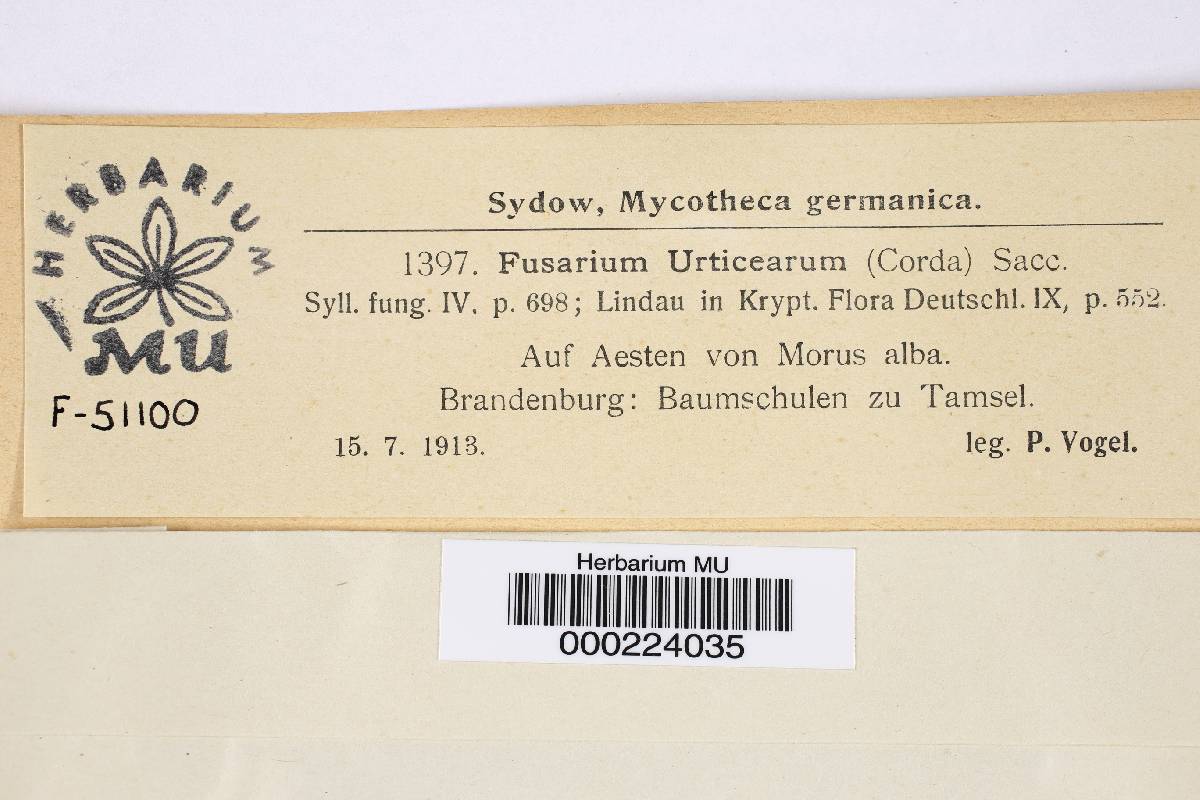 HERBARIUM
MU
F-51100
Sydow, Mycotheca germanica.
1397. Fusarium Urticearum (Corda) Sacc.
Syll. fung. IV, p. 698; Lindau in Krypt. Flora Deutschl. IX, p. 552.
Auf Aesten von Morus alba.
Brandenburg: Baumschulen zu Tamsel.
15. 7. 1913. leg. P. Vogel.
Herbarium MU
000224035